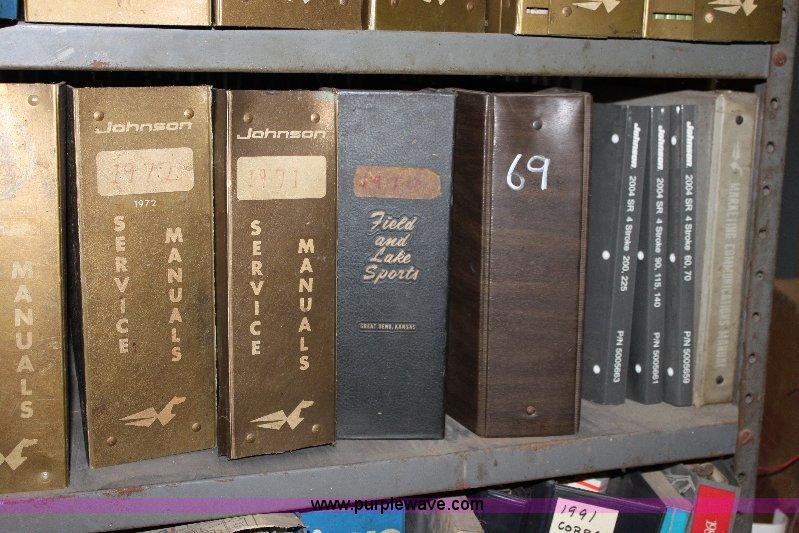 MANUALS
Johnson
1972
1972
SERVICE
MANUALS
Johnson
1971
SERVICE
MANUALS
1970
Field
and
Lake
Sports
GREAT BEND, KANSAS
69
Johnson 2004 SR 4 Stroke 200, 225 P/N 5005663
Johnson 2004 SR 4 Stroke 90, 115, 140 P/N 5005661
Johnson 2004 SR 4 Stroke 60, 70 P/N 5005659
www.purplewave.com
1991